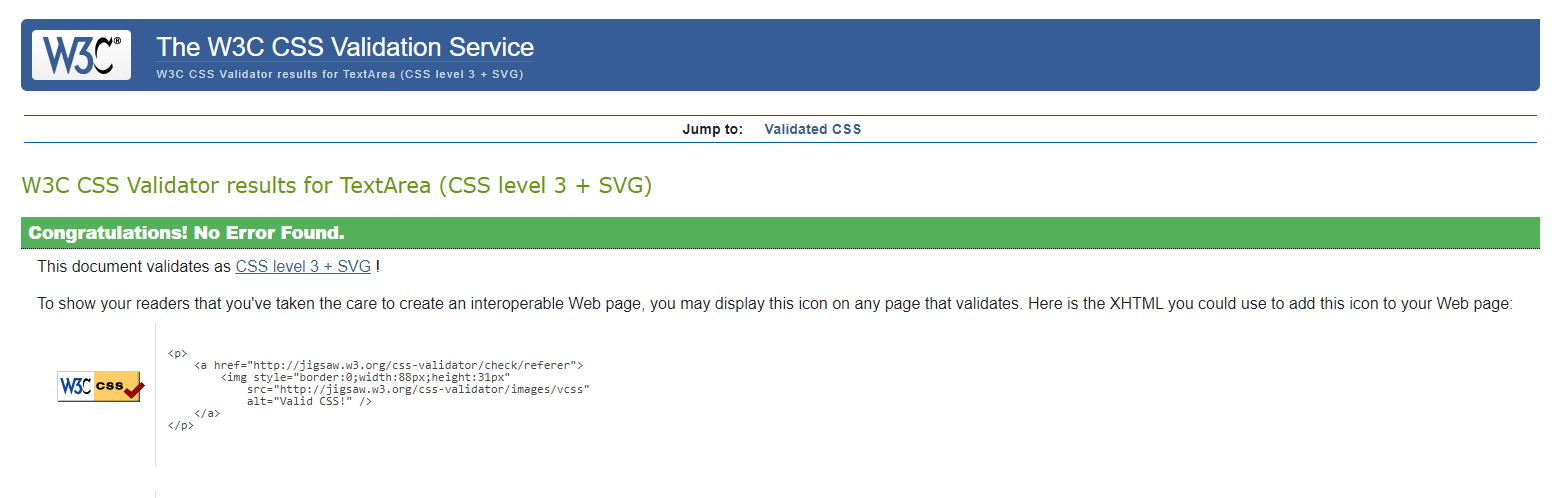 W3C®
The W3C CSS Validation Service
W3C CSS Validator results for TextArea (CSS level 3 + SVG)
Jump to: Validated CSS
W3C CSS Validator results for TextArea (CSS level 3 + SVG)
Congratulations! No Error Found.
This document validates as CSS level 3 + SVG !
To show your readers that you've taken the care to create an interoperable Web page, you may display this icon on any page that validates. Here is the XHTML you could use to add this icon to your Web page:
W3C css
<p>
<a href="http://jigsaw.w3.org/css-validator/check/referer">
<img style="border:0;width:88px;height:31px"
src="http://jigsaw.w3.org/css-validator/images/vcss"
alt="Valid CSS!" />
</a>
</p>